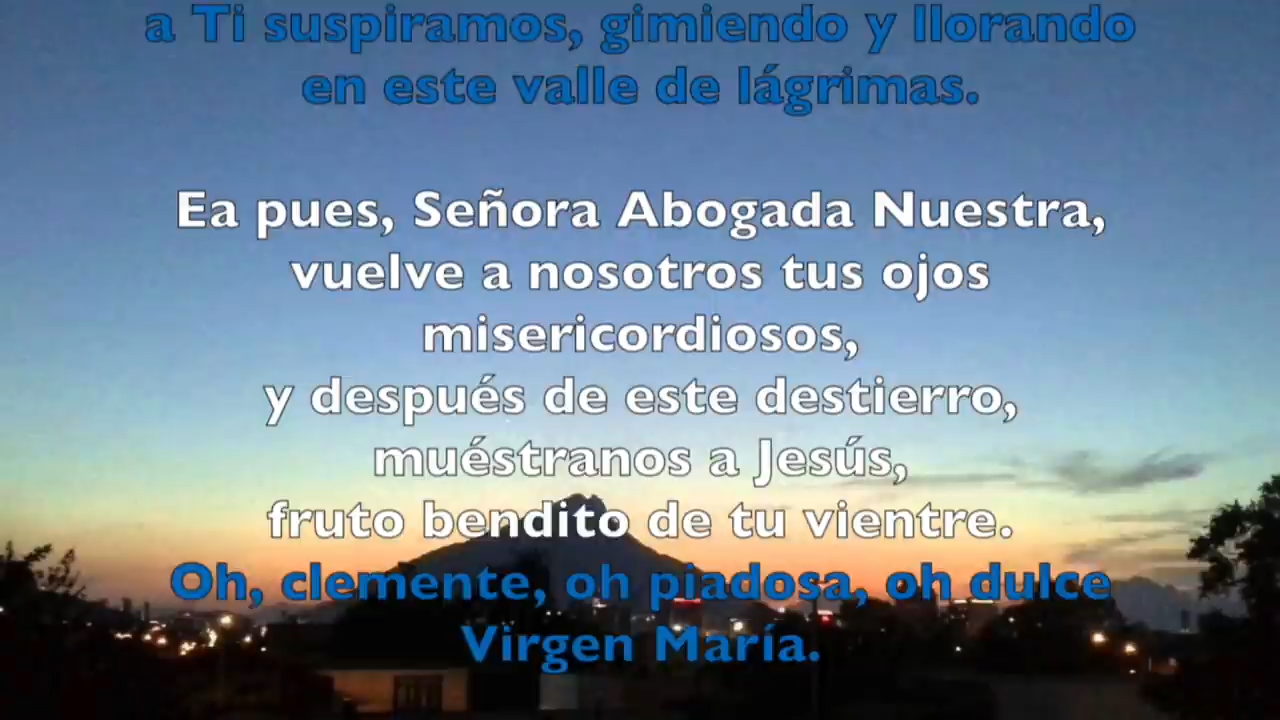 a Ti suspiramos, gimiendo y llorando
en este valle de lágrimas.
Ea pues, Señora Abogada Nuestra,
vuelve a nosotros tus ojos
misericordiosos,
y después de este destierro,
muéstranos a Jesús,
fruto bendito de tu vientre.
Oh, clemente, oh piadosa, oh dulce
Virgen María.